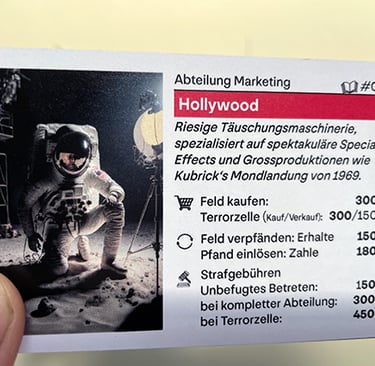 Abteilung Marketing #0
Hollywood
Riesige Täuschungsmaschinerie,
spezialisiert auf spektakuläre Specia
Effects und Grossproduktionen wie
Kubrick's Mondlandung von 1969.
Feld kaufen: 300
Terrorzelle (Kauf/Verkauf): 300/150
Feld verpfänden: Erhalte 150
Pfand einlösen: Zahle 180
Strafgebühren
Unbefugtes Betreten: 150
bei kompletter Abteilung: 300
bei Terrorzelle: 450